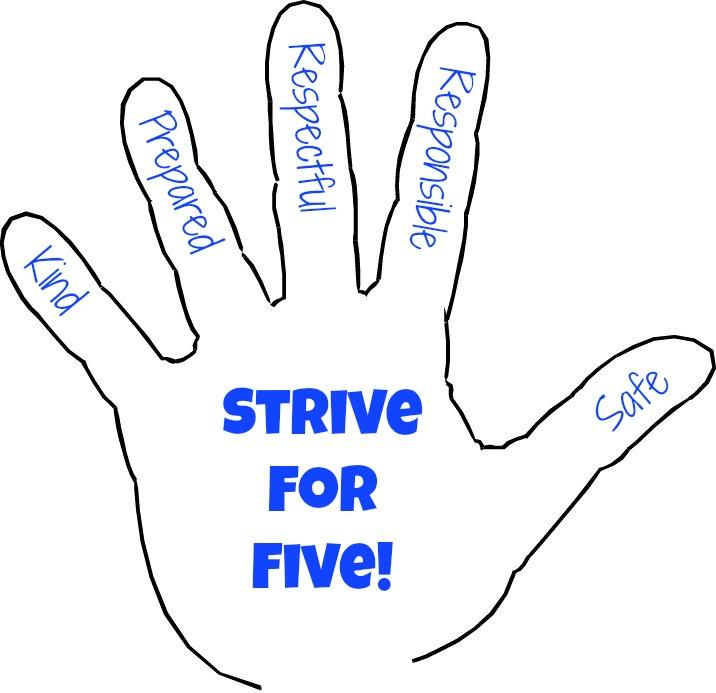 Kind
Prepared
Respectful
Responsible
Safe
STRIVE
FOR
FIVE!